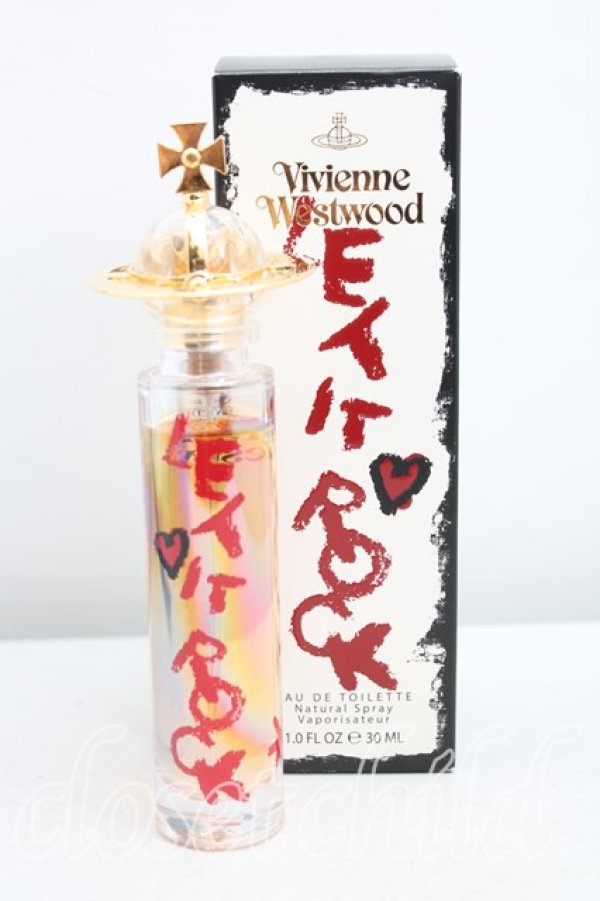 Vivienne
Westwood
LET IT ROCK
EAU DE TOILETTE
Natural Spray
Vaporisateur
1.0 FL OZ ℮ 30 ML
LET IT ROCK
closetchild